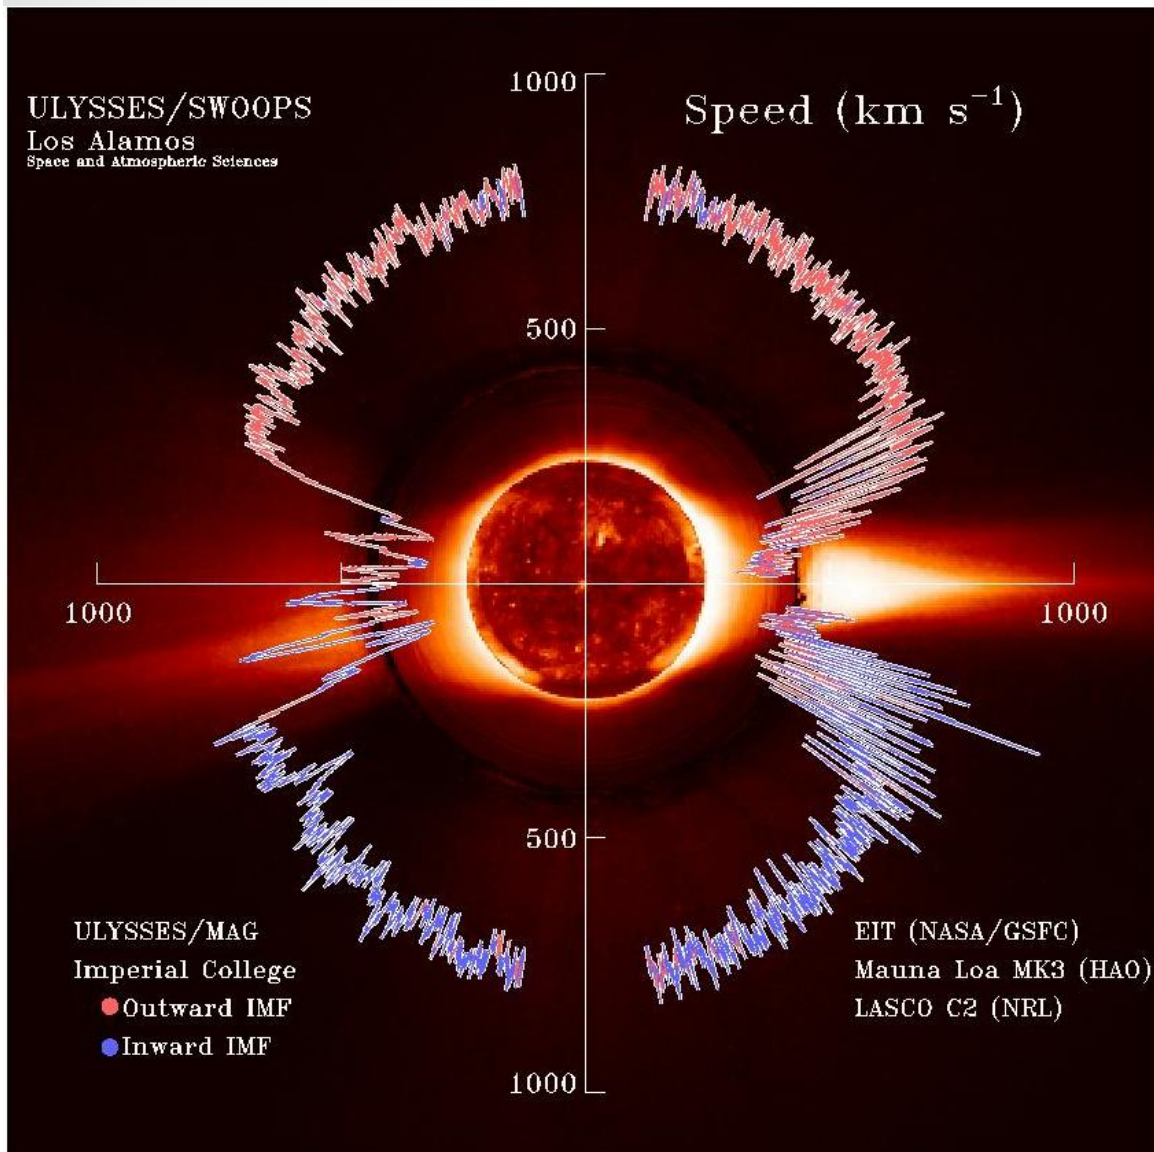 1000
ULYSSES/SWOOPS
Los Alamos
Space and Atmospheric Sciences
Speed (km s⁻¹)
500
1000
1000
500
ULYSSES/MAG
Imperial College
Outward IMF
Inward IMF
EIT (NASA/GSFC)
Mauna Loa MK3 (HAO)
LASCO C2 (NRL)
1000